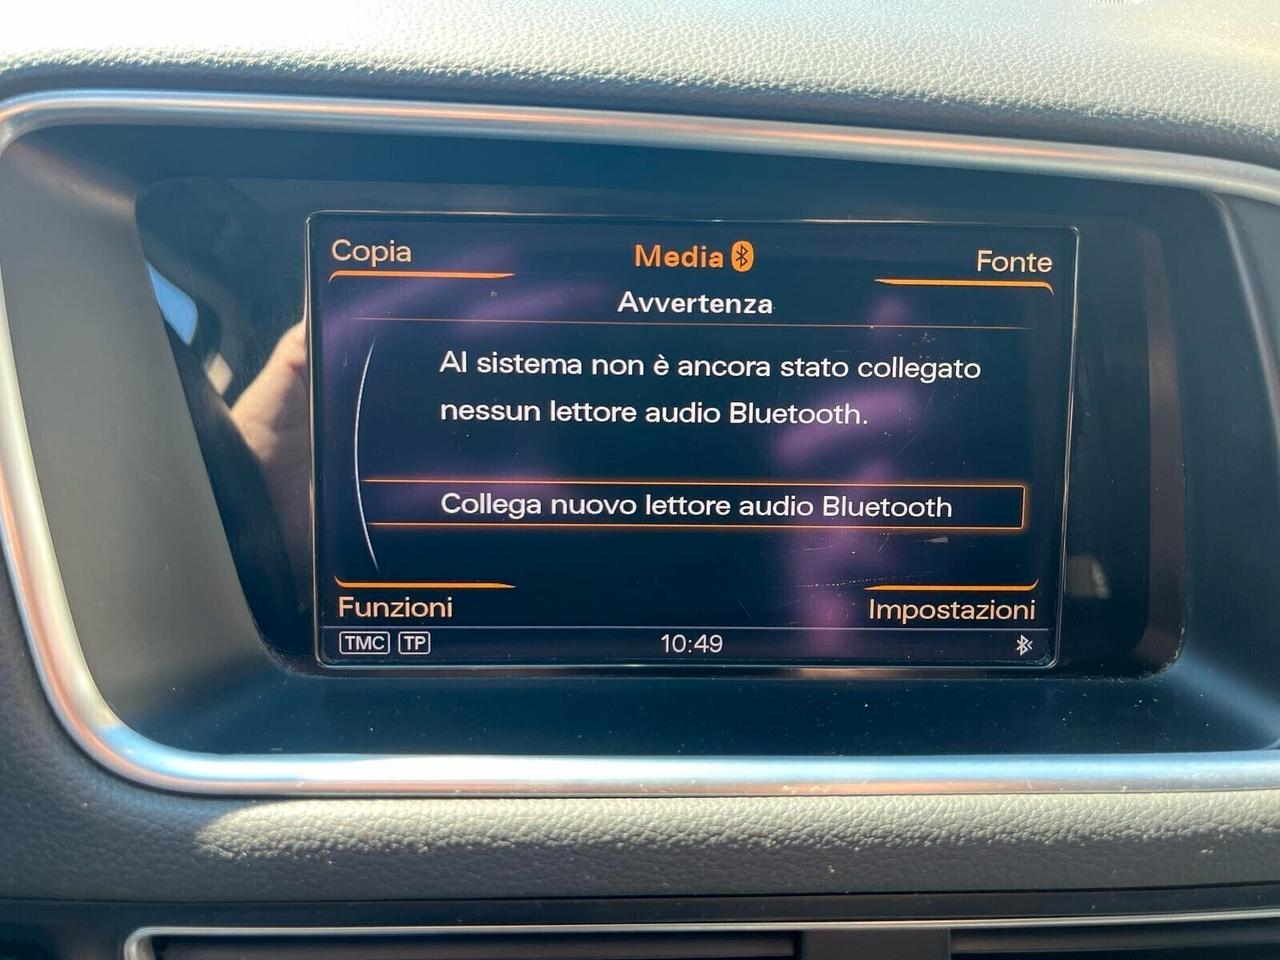 Copia
Media
Fonte
Avvertenza
Al sistema non è ancora stato collegato
nessun lettore audio Bluetooth.
Collega nuovo lettore audio Bluetooth
Funzioni
Impostazioni
TMC TP
10:49